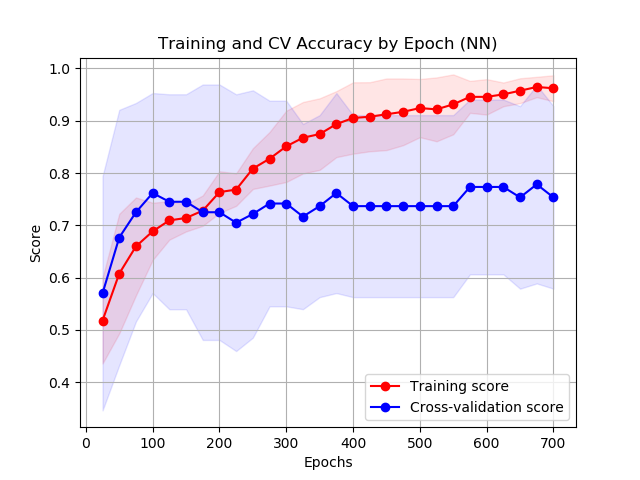 Training and CV Accuracy by Epoch (NN)
1.0
0.9
0.8
0.7
0.6
0.5
0.4
Score
0 100 200 300 400 500 600 700
Epochs
Training score
Cross-validation score